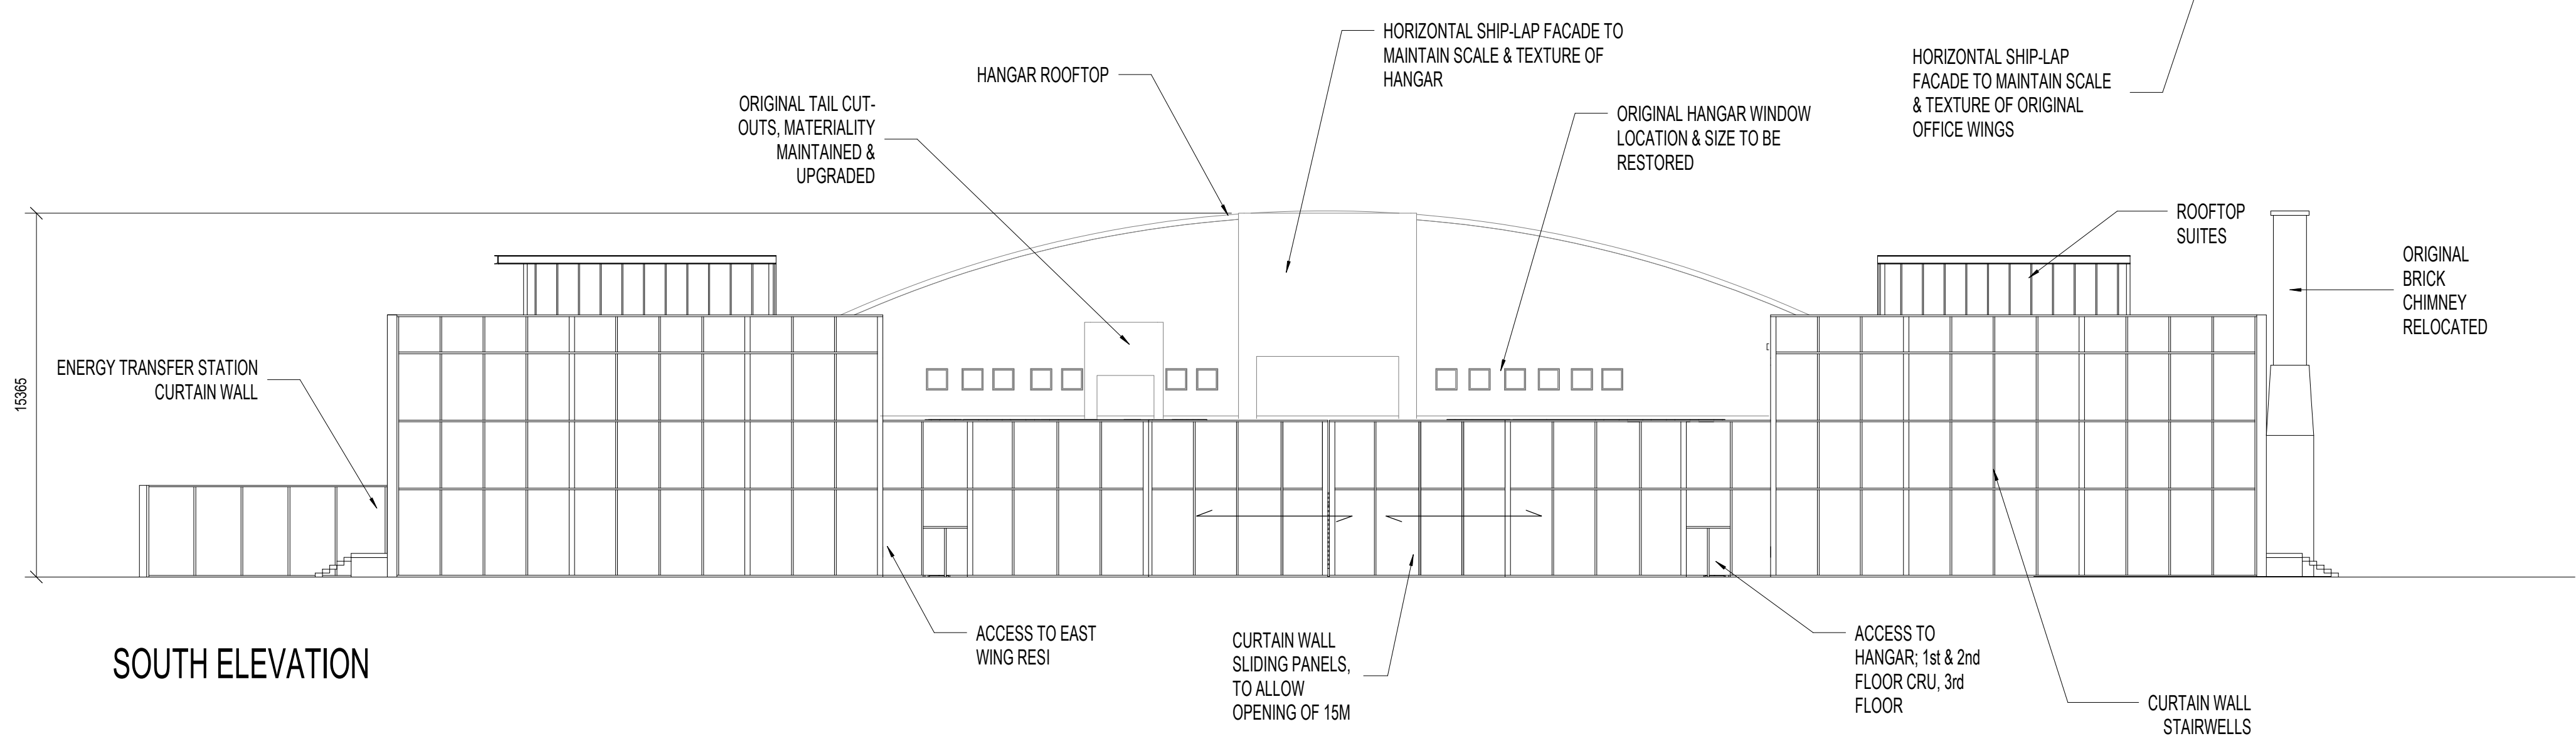 HORIZONTAL SHIP-LAP FACADE TO
MAINTAIN SCALE & TEXTURE OF
HANGAR
HORIZONTAL SHIP-LAP
FACADE TO MAINTAIN SCALE
& TEXTURE OF ORIGINAL
OFFICE WINGS
HANGAR ROOFTOP
ORIGINAL TAIL CUT-
OUTS, MATERIALITY
MAINTAINED &
UPGRADED
ORIGINAL HANGAR WINDOW
LOCATION & SIZE TO BE
RESTORED
ROOFTOP
SUITES
ORIGINAL
BRICK
CHIMNEY
RELOCATED
ENERGY TRANSFER STATION
CURTAIN WALL
15365
SOUTH ELEVATION
ACCESS TO EAST
WING RESI
CURTAIN WALL
SLIDING PANELS,
TO ALLOW
OPENING OF 15M
ACCESS TO
HANGAR; 1st & 2nd
FLOOR CRU, 3rd
FLOOR
CURTAIN WALL
STAIRWELLS